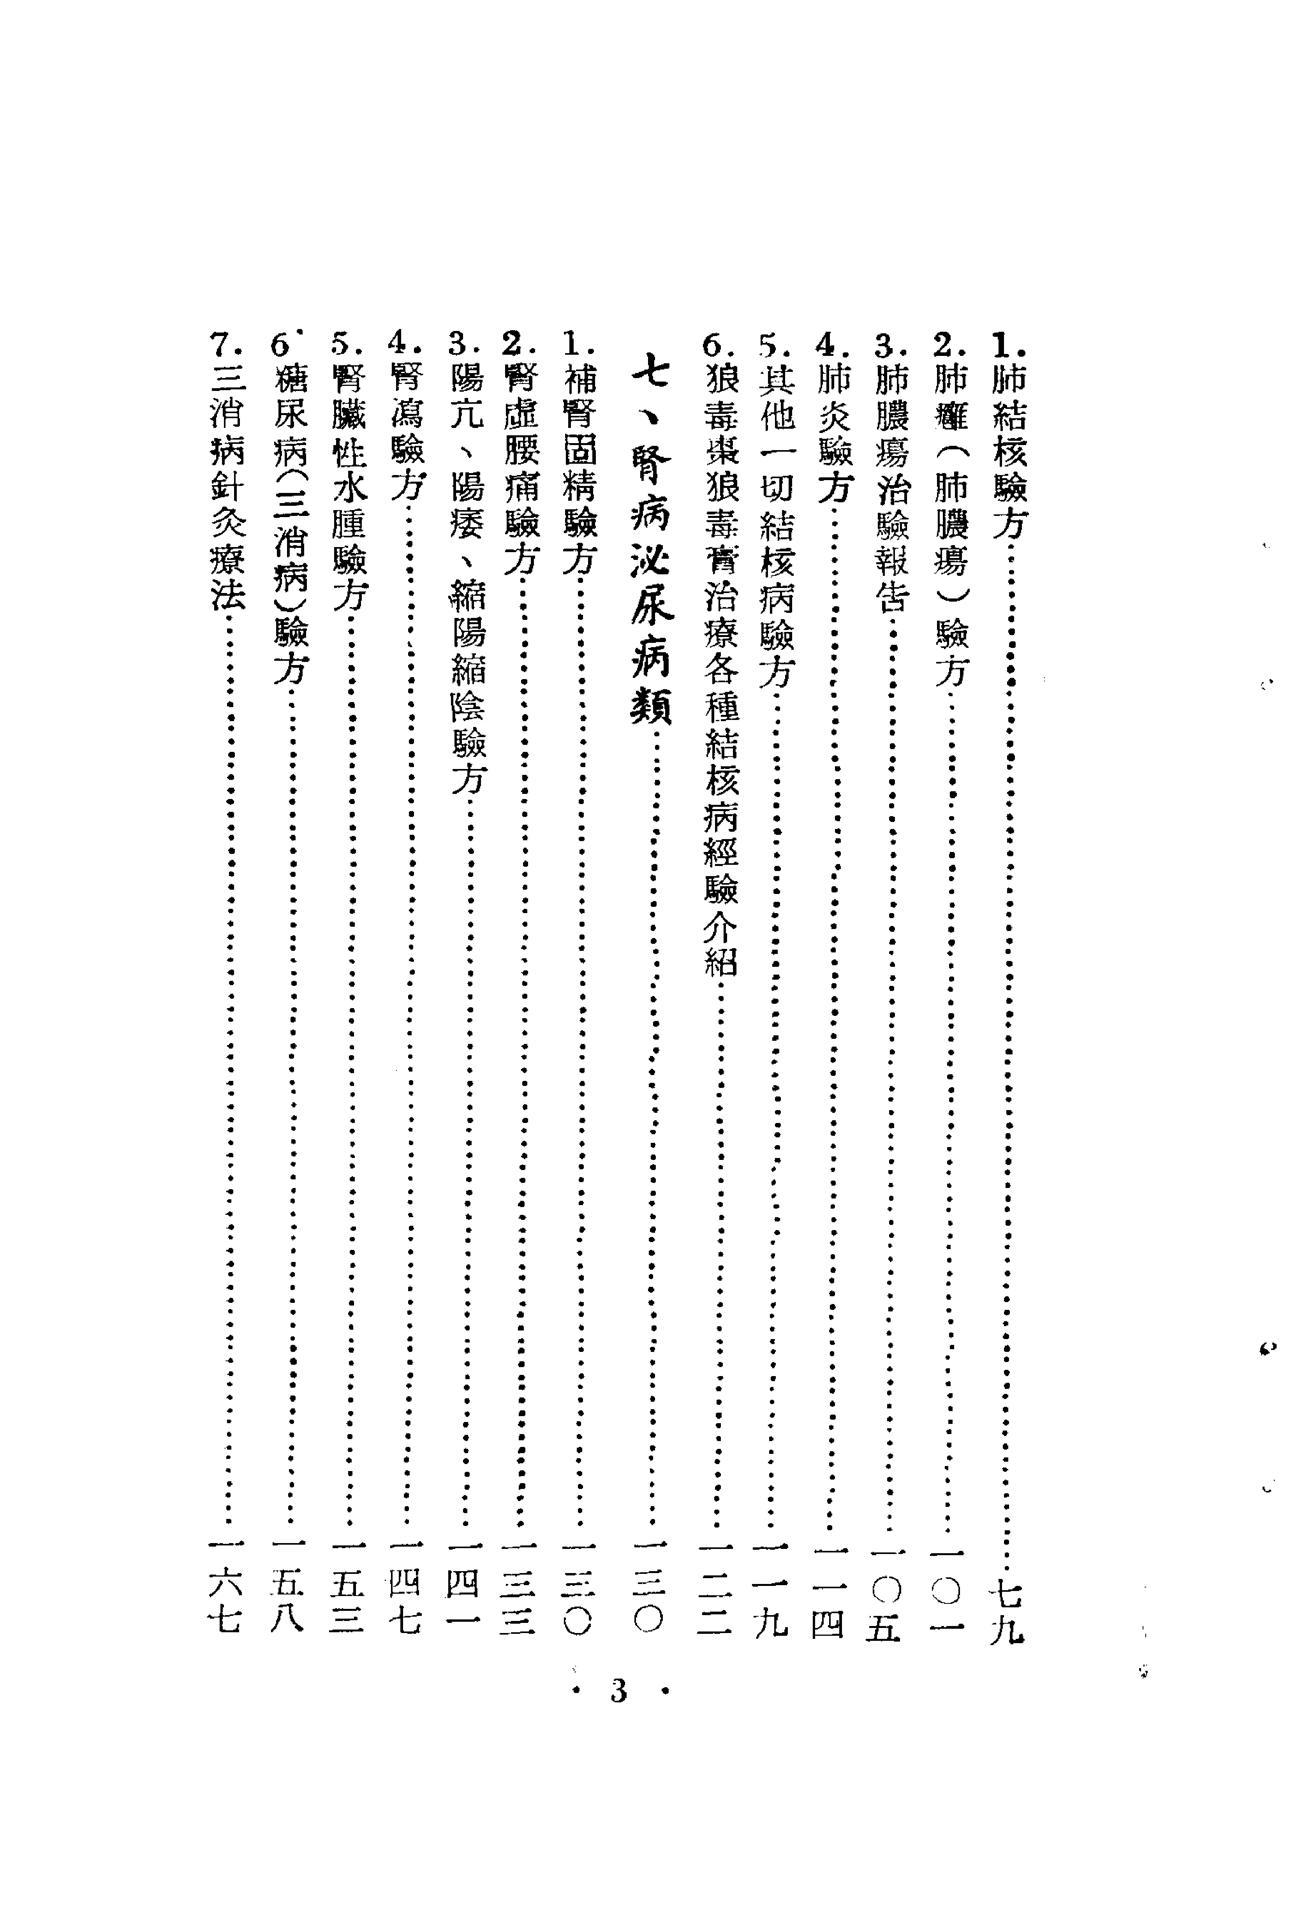 1.肺結核驗方……七九
2.肺癰(肺膿瘍)驗方……一〇一
3.肺膿瘍治驗報告……一〇五
4.肺炎驗方……一一四
5.其他一切結核病驗方……一一九
6.狼毒棗狼毒膏治療各種結核病經驗介紹……一二二
七、腎病泌尿病類……一三〇
1.補腎固精驗方……一三〇
2.腎虛腰痛驗方……一三三
3.陽亢、陽痿、縮陽縮陰驗方……一四一
4.腎瀉驗方……一四七
5.腎臟性水腫驗方……一五三
6.糖尿病(三消病)驗方……一五八
7.三消病針灸療法……一六七
· 3 ·